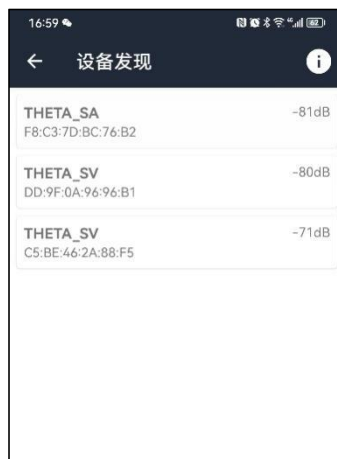 16:59
62
设备发现
THETA_SA -81dB
F8:C3:7D:BC:76:B2
THETA_SV -80dB
DD:9F:0A:96:96:B1
THETA_SV -71dB
C5:BE:46:2A:88:F5